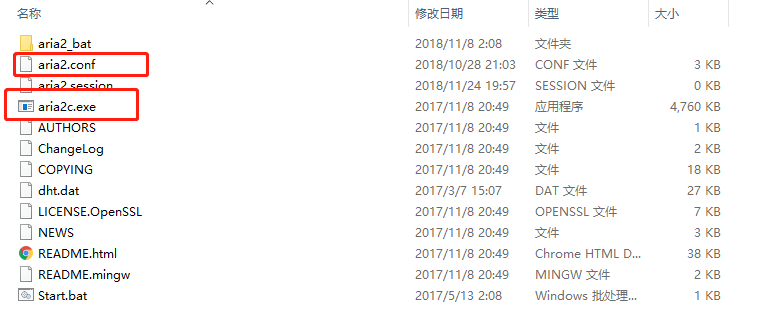 名称 修改日期 类型 大小
aria2_bat 2018/11/8 2:08 文件夹
aria2.conf 2018/10/28 21:03 CONF 文件 3 KB
aria2.session 2018/11/24 19:57 SESSION 文件 0 KB
aria2c.exe 2017/11/8 20:49 应用程序 4,760 KB
AUTHORS 2017/11/8 20:49 文件 1 KB
ChangeLog 2017/11/8 20:49 文件 2 KB
COPYING 2017/11/8 20:49 文件 18 KB
dht.dat 2017/3/7 15:07 DAT 文件 27 KB
LICENSE.OpenSSL 2017/11/8 20:49 OPENSSL 文件 7 KB
NEWS 2017/11/8 20:49 文件 3 KB
README.html 2017/11/8 20:49 Chrome HTML D... 38 KB
README.mingw 2017/11/8 20:49 MINGW 文件 2 KB
Start.bat 2017/5/13 2:08 Windows 批处理... 1 KB